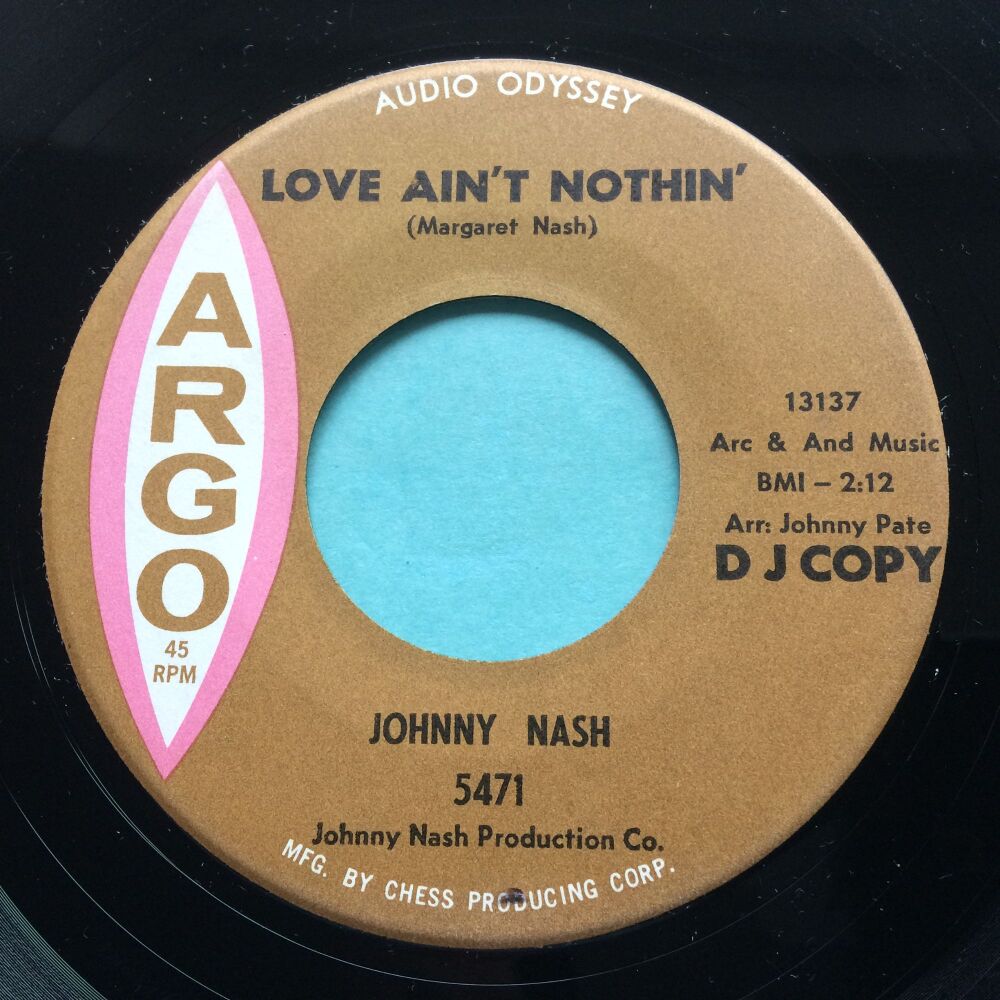 AUDIO ODYSSEY
LOVE AIN'T NOTHIN'
(Margaret Nash)
ARGO
45
RPM
13137
Arc & And Music
BMI – 2:12
Arr: Johnny Pate
D J COPY
JOHNNY NASH
5471
Johnny Nash Production Co.
MFG. BY CHESS PRODUCING CORP.